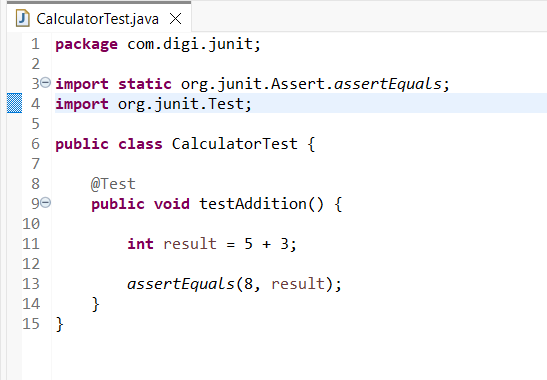 CalculatorTest.java
1 package com.digi.junit;
2
3 import static org.junit.Assert.assertEquals;
4 import org.junit.Test;
5
6 public class CalculatorTest {
7
8     @Test
9     public void testAddition() {
10
11         int result = 5 + 3;
12
13         assertEquals(8, result);
14     }
15 }